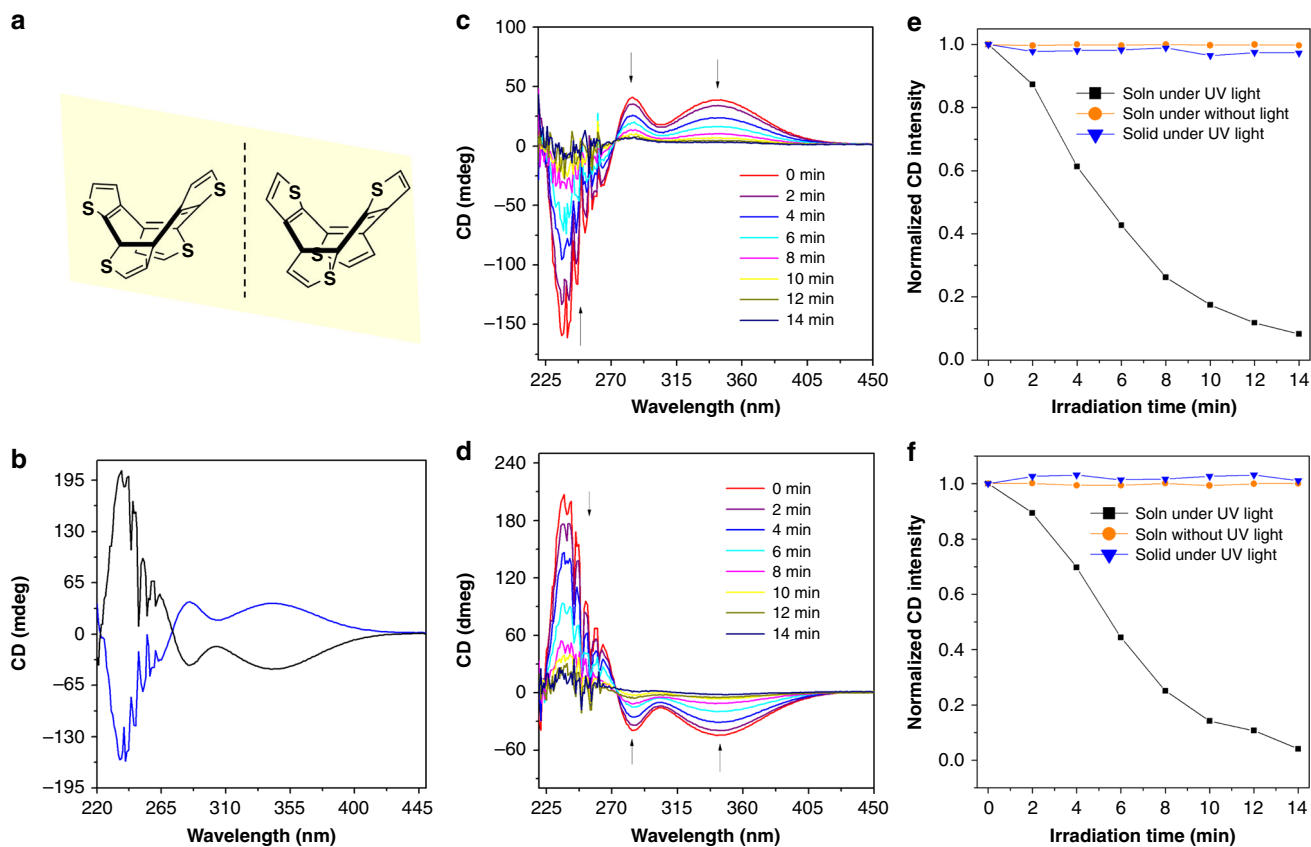 a
S
S
S
S
S
S
S
S
b
CD (mdeg)
195
130
65
0
−65
−130
−195
220
265
310
355
400
445
Wavelength (nm)
c
CD (mdeg)
100
50
0
−50
−100
−150
0 min
2 min
4 min
6 min
8 min
10 min
12 min
14 min
225
270
315
360
405
450
Wavelength (nm)
d
CD (dmeg)
240
180
120
60
0
−60
0 min
2 min
4 min
6 min
8 min
10 min
12 min
14 min
225
270
315
360
405
450
Wavelength (nm)
e
Normalized CD intensity
1.0
0.8
0.6
0.4
0.2
0.0
Soln under UV light
Soln under without light
Solid under UV light
0
2
4
6
8
10
12
14
Irradiation time (min)
f
Normalized CD intensity
1.0
0.8
0.6
0.4
0.2
0.0
Soln under UV light
Soln without UV light
Solid under UV light
0
2
4
6
8
10
12
14
Irradiation time (min)